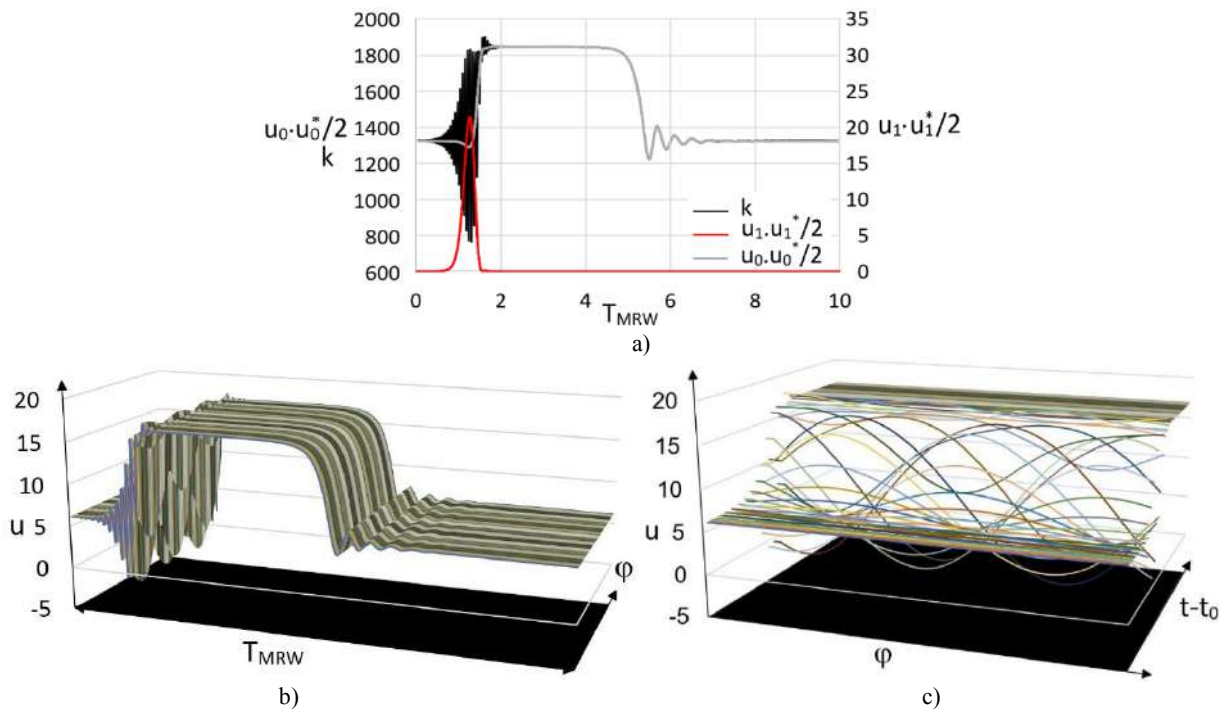 2000
1800
1600
1400
1200
1000
800
600
u₀·u₀*/2
k
35
30
25
20
15
10
5
0
u₁·u₁*/2
k
u₁.u₁*/2
u₀.u₀*/2
0 2 4 6 8 10
T_MRW
a)
20
15
10
u 5
0
-5
φ
T_MRW
b)
20
15
10
u 5
0
-5
t-t₀
φ
c)